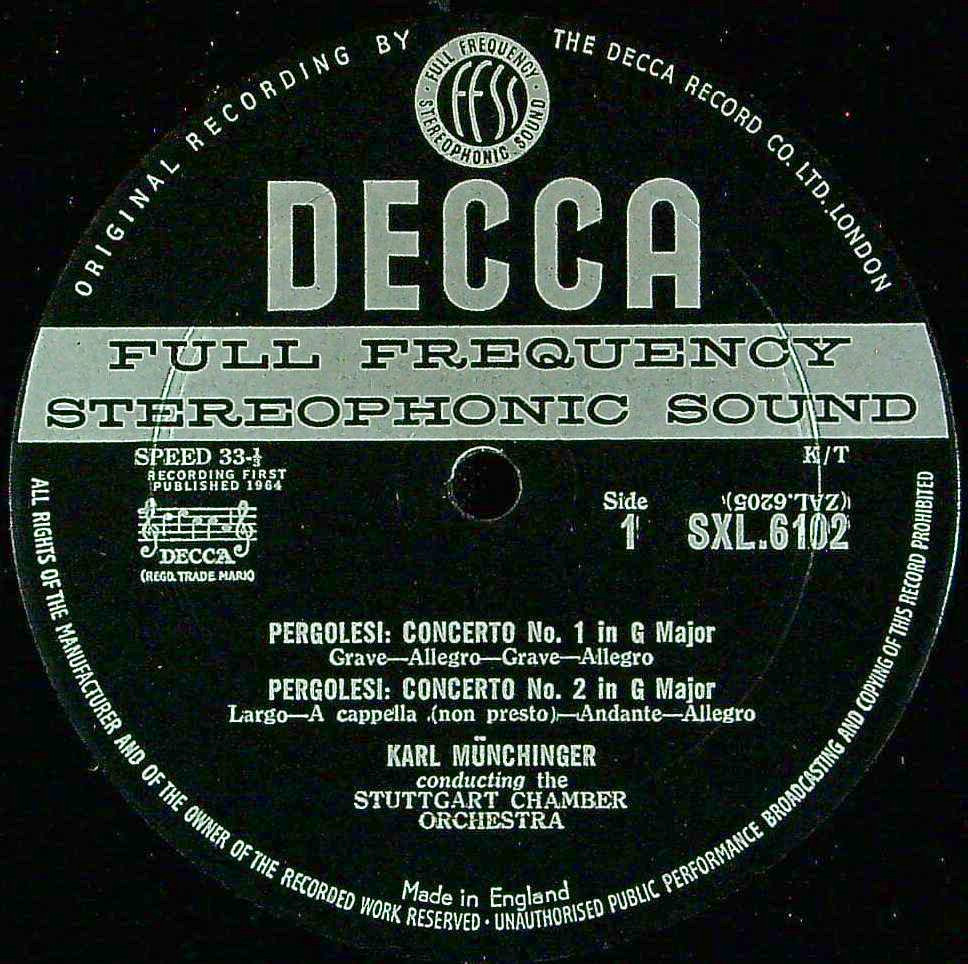 ORIGINAL RECORDING BY THE DECCA RECORD CO. LTD. LONDON
FULL FREQUENCY · STEREOPHONIC SOUND ·
FFSS
DECCA
FULL FREQUENCY
STEREOPHONIC SOUND
SPEED 33-⅓
RECORDING FIRST
PUBLISHED 1964
K/T
DECCA
(REGD. TRADE MARK)
Side
1
(ZAL.6205)
SXL.6102
PERGOLESI: CONCERTO No. 1 in G Major
Grave—Allegro—Grave—Allegro
PERGOLESI: CONCERTO No. 2 in G Major
Largo—A cappella (non presto)—Andante—Allegro
KARL MÜNCHINGER
conducting the
STUTTGART CHAMBER
ORCHESTRA
Made in England
ALL RIGHTS OF THE MANUFACTURER AND OF THE OWNER OF THE RECORDED WORK RESERVED · UNAUTHORISED PUBLIC PERFORMANCE BROADCASTING AND COPYING OF THIS RECORD PROHIBITED